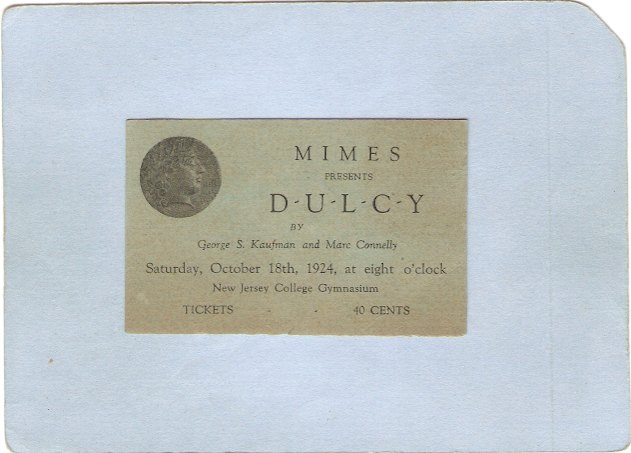 MIMES
PRESENTS
D-U-L-C-Y
BY
George S. Kaufman and Marc Connelly
Saturday, October 18th, 1924, at eight o'clock
New Jersey College Gymnasium
TICKETS - - 40 CENTS